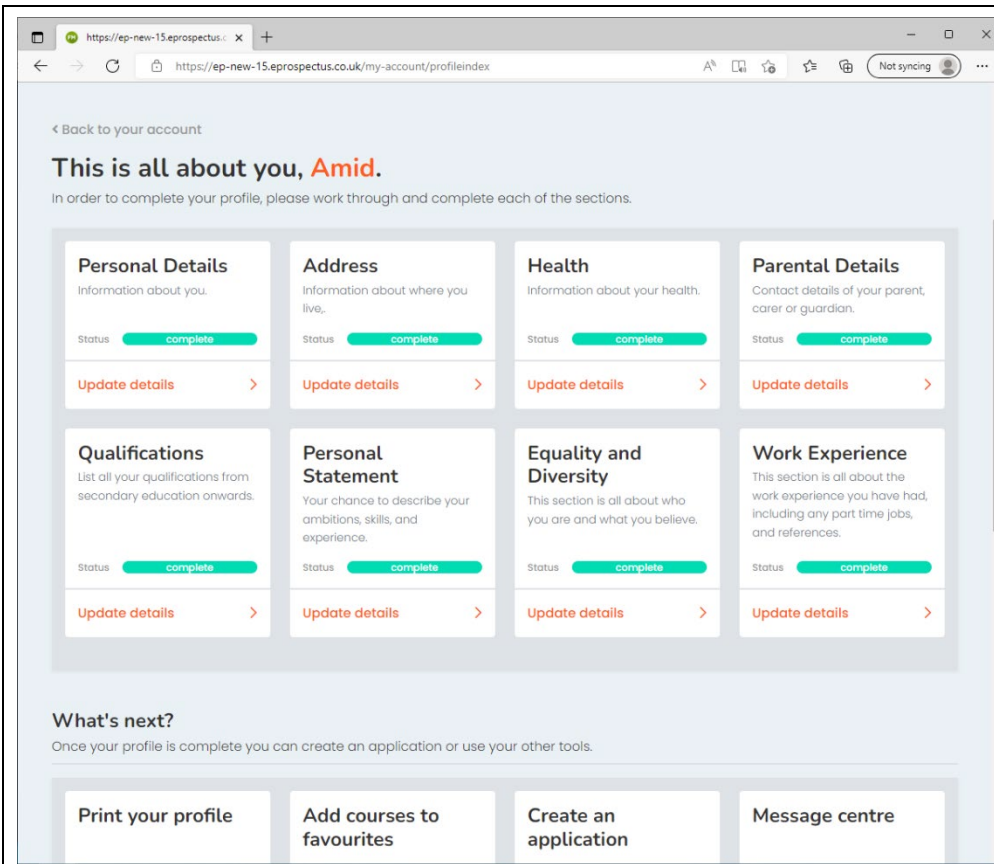 https://ep-new-15.eprospectus.c
https://ep-new-15.eprospectus.co.uk/my-account/profileindex
Not syncing
Back to your account
This is all about you, Amid.
In order to complete your profile, please work through and complete each of the sections.
Personal Details
Information about you.
Status complete
Update details
Address
Information about where you
live,.
Status complete
Update details
Health
Information about your health.
Status complete
Update details
Parental Details
Contact details of your parent,
carer or guardian.
Status complete
Update details
Qualifications
List all your qualifications from
secondary education onwards.
Status complete
Update details
Personal
Statement
Your chance to describe your
ambitions, skills, and
experience.
Status complete
Update details
Equality and
Diversity
This section is all about who
you are and what you believe.
Status complete
Update details
Work Experience
This section is all about the
work experience you have had,
including any part time jobs,
and references.
Status complete
Update details
What's next?
Once your profile is complete you can create an application or use your other tools.
Print your profile
Add courses to
favourites
Create an
application
Message centre